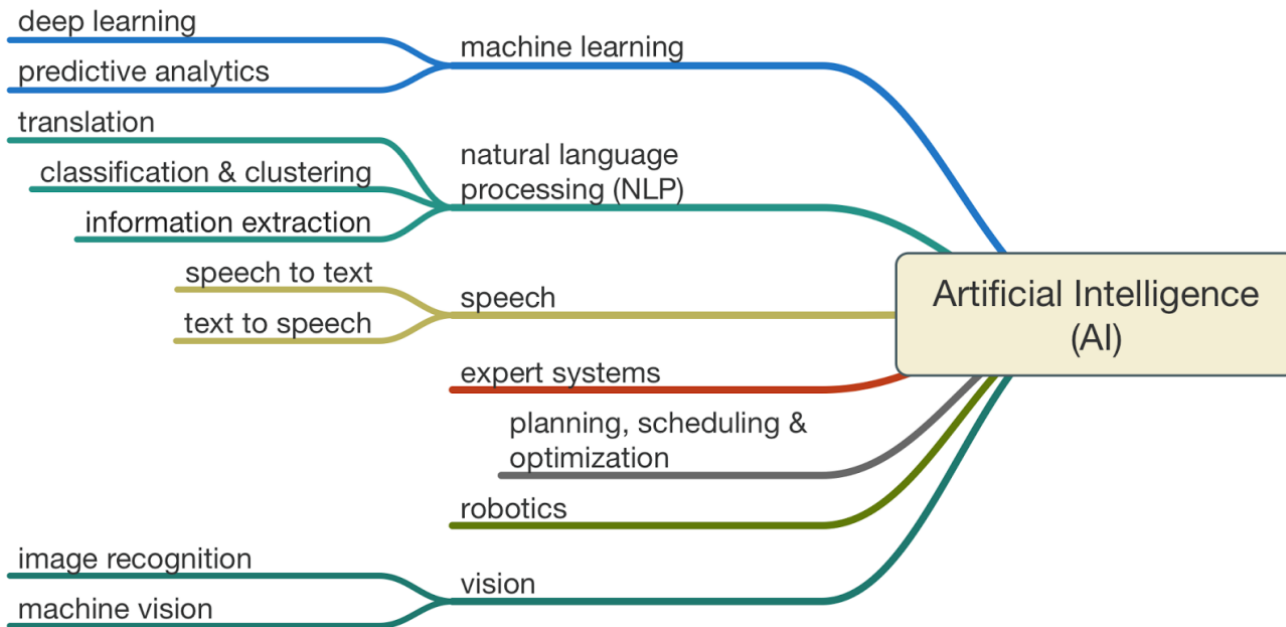 deep learning
machine learning
predictive analytics
translation
natural language
processing (NLP)
classification & clustering
information extraction
speech to text
speech
text to speech
Artificial Intelligence
(AI)
expert systems
planning, scheduling &
optimization
robotics
image recognition
vision
machine vision